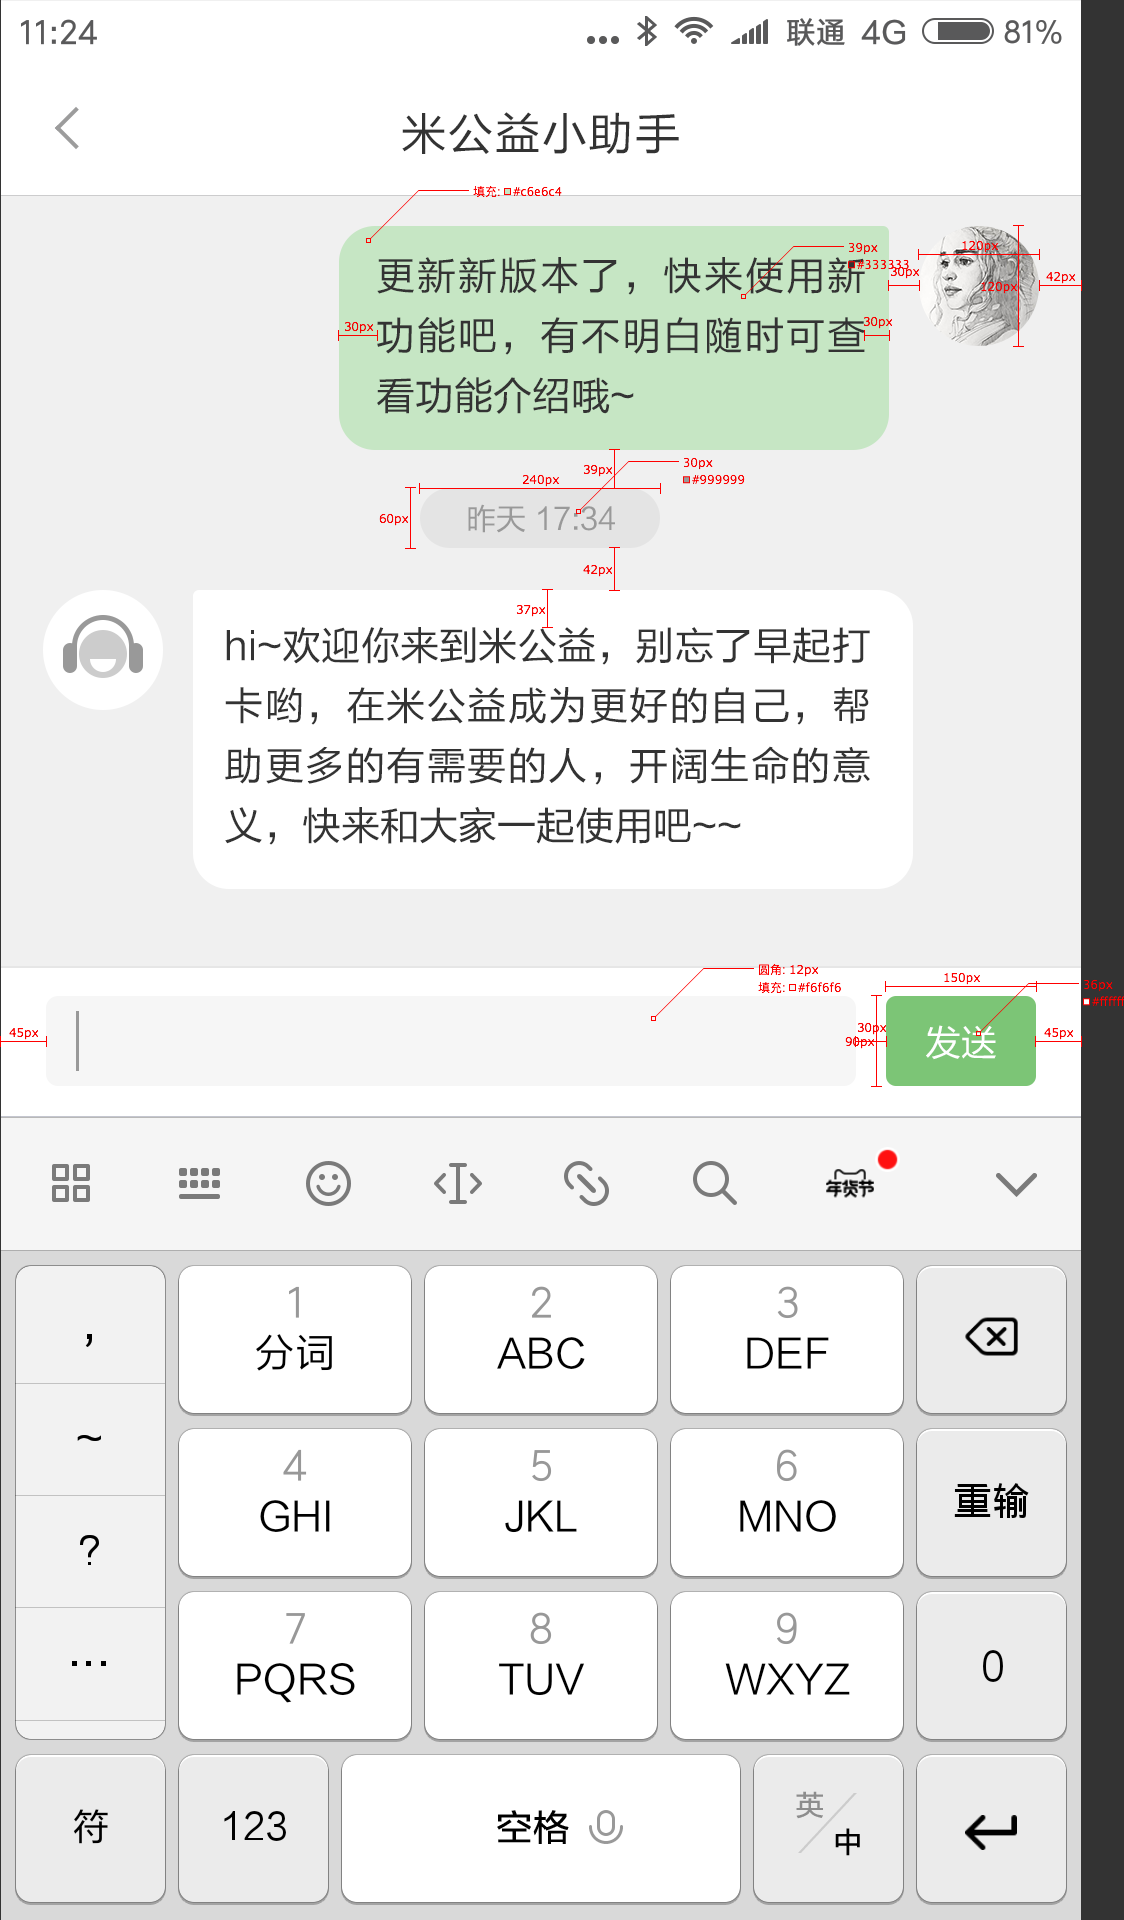 11:24 ... 联通 4G 81%
米公益小助手
填充: #c6e6c4
更新新版本了，快来使用新
功能吧，有不明白随时可查
看功能介绍哦~
39px
#333333
30px
30px
30px
120px
120px
42px
39px
30px
#999999
240px
60px
昨天 17:34
42px
37px
hi~欢迎你来到米公益，别忘了早起打
卡哟，在米公益成为更好的自己，帮
助更多的有需要的人，开阔生命的意
义，快来和大家一起使用吧~~
圆角: 12px
填充: #f6f6f6
150px
36px
#ffffff
45px
30px
90px
发送
45px
年货节
,
~
?
...
1
分词
2
ABC
3
DEF
4
GHI
5
JKL
6
MNO
重输
7
PQRS
8
TUV
9
WXYZ
0
符
123
空格
英/中